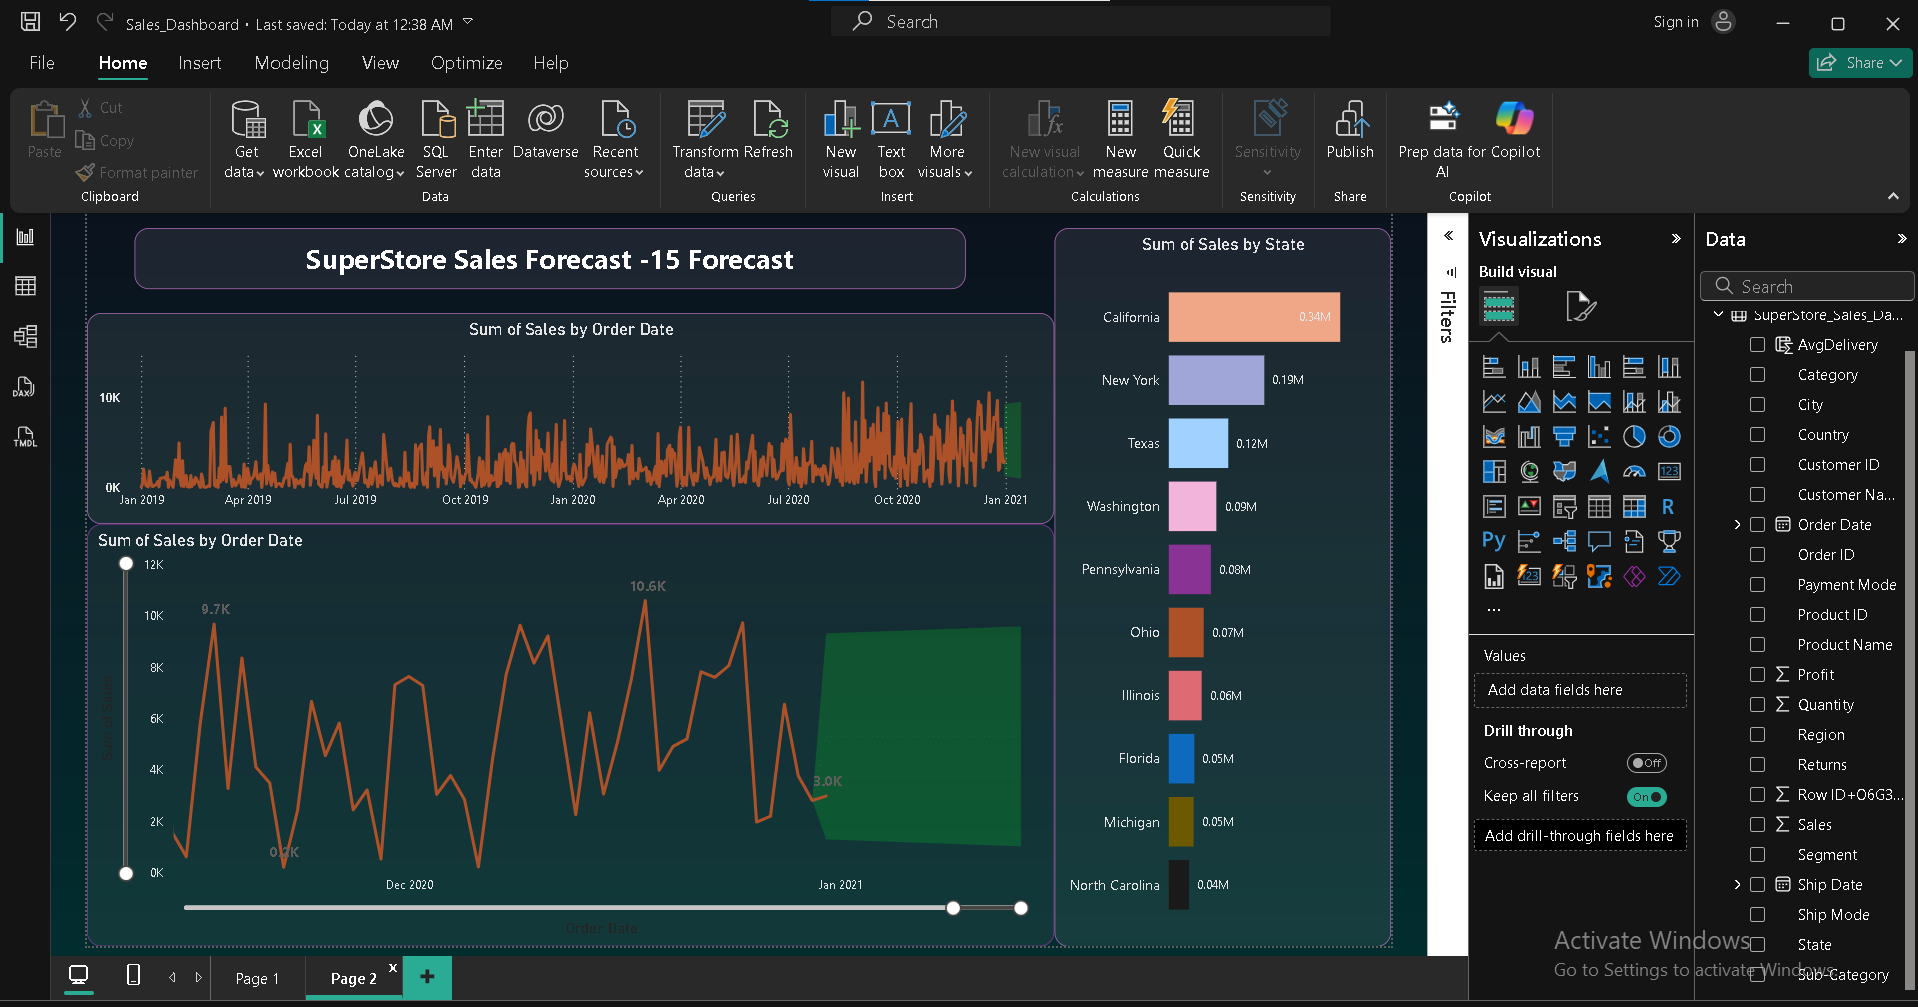 Sales_Dashboard • Last saved: Today at 12:38 AM
Search
Sign in
File Home Insert Modeling View Optimize Help
Share
Paste
Cut
Copy
Format painter
Clipboard
Get data
Excel workbook
OneLake catalog
SQL Server
Enter data
Dataverse
Recent sources
Data
Transform data
Refresh
Queries
New visual
Text box
More visuals
Insert
New visual calculation
New measure
Quick measure
Calculations
Sensitivity
Sensitivity
Publish
Share
Prep data for AI
Copilot
Copilot
DAX
TMDL
SuperStore Sales Forecast -15 Forecast
Sum of Sales by Order Date
10K
0K
Jan 2019 Apr 2019 Jul 2019 Oct 2019 Jan 2020 Apr 2020 Jul 2020 Oct 2020 Jan 2021
Sum of Sales by Order Date
Sum of Sales
12K
10K
8K
6K
4K
2K
0K
9.7K
0.2K
10.6K
3.0K
Dec 2020 Jan 2021
Order Date
Sum of Sales by State
California 0.34M
New York 0.19M
Texas 0.12M
Washington 0.09M
Pennsylvania 0.08M
Ohio 0.07M
Illinois 0.06M
Florida 0.05M
Michigan 0.05M
North Carolina 0.04M
Filters
Visualizations
Build visual
123
R
Py
123
...
Values
Add data fields here
Drill through
Cross-report Off
Keep all filters On
Add drill-through fields here
Data
Search
SuperStore_Sales_Da...
AvgDelivery
Category
City
Country
Customer ID
Customer Na...
Order Date
Order ID
Payment Mode
Product ID
Product Name
Profit
Quantity
Region
Returns
Row ID+O6G3...
Sales
Segment
Ship Date
Ship Mode
State
Sub-Category
Activate Windows
Go to Settings to activate Windows.
Page 1
Page 2